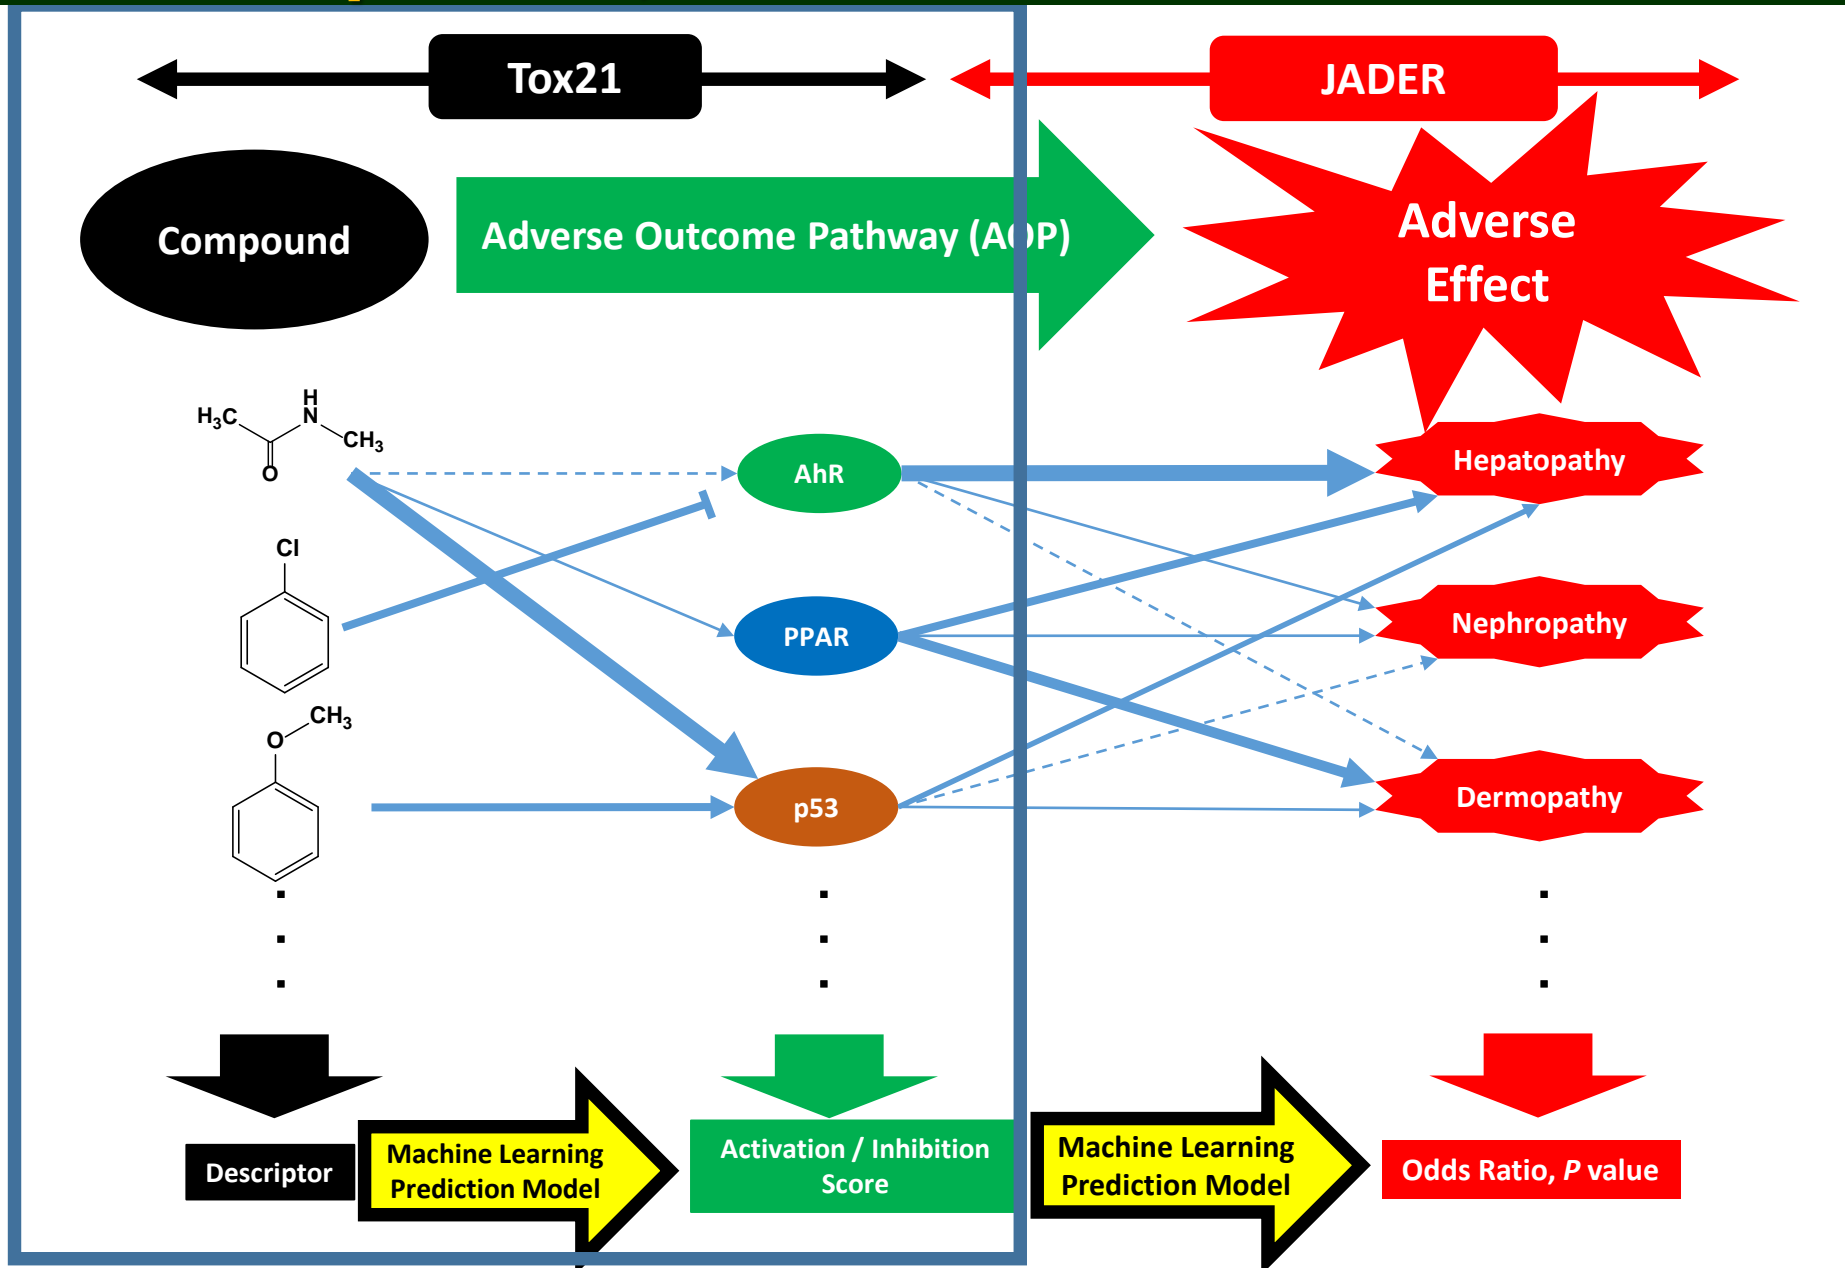 Tox21
JADER
Compound
Adverse Outcome Pathway (AOP)
Adverse
Effect
H
N
H₃C
CH₃
O
AhR
Hepatopathy
Cl
PPAR
Nephropathy
CH₃
O
p53
Dermopathy
Descriptor
Machine Learning
Prediction Model
Activation / Inhibition
Score
Machine Learning
Prediction Model
Odds Ratio, P value